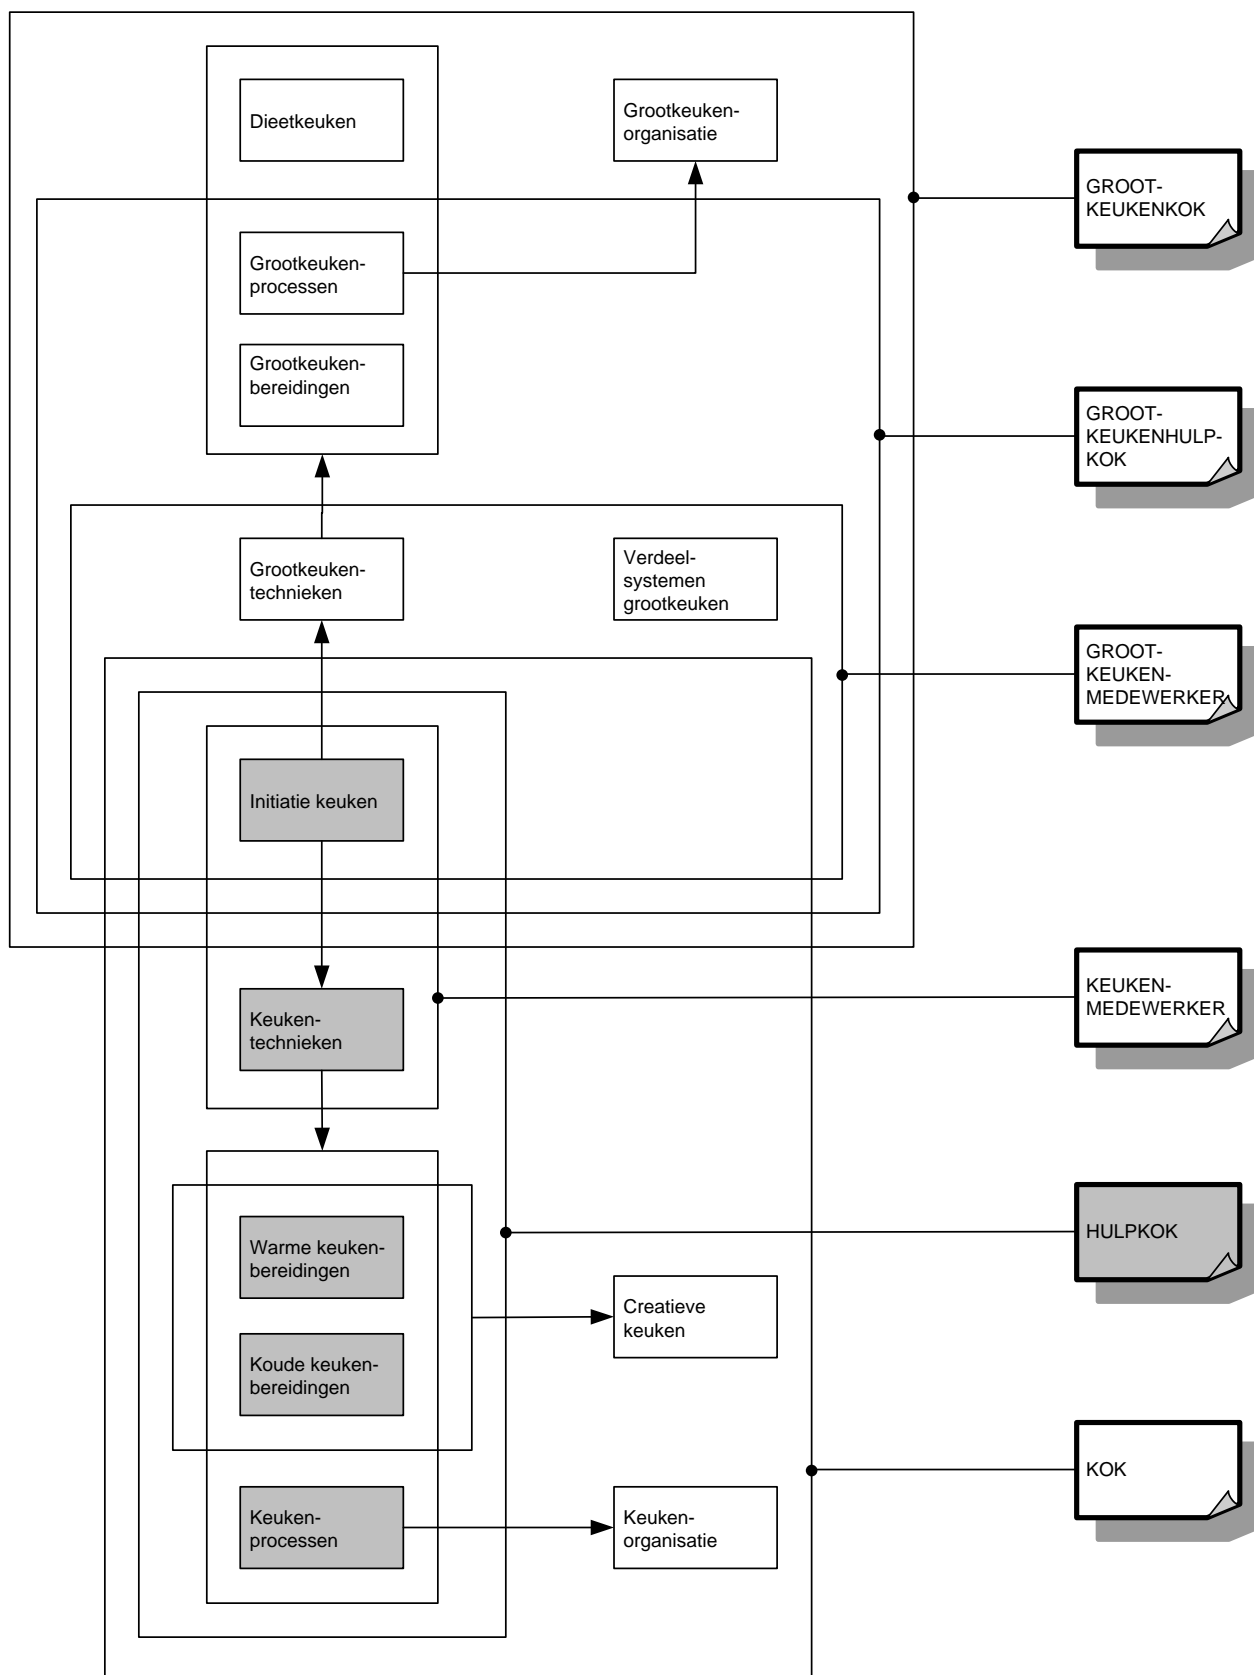 Dieetkeuken
Grootkeuken-
organisatie
GROOT-
KEUKENKOK
Grootkeuken-
processen
Grootkeuken-
bereidingen
GROOT-
KEUKENHULP-
KOK
Grootkeuken-
technieken
Verdeel-
systemen
grootkeuken
GROOT-
KEUKEN-
MEDEWERKER
Initiatie keuken
Keuken-
technieken
KEUKEN-
MEDEWERKER
Warme keuken-
bereidingen
HULPKOK
Creatieve
keuken
Koude keuken-
bereidingen
KOK
Keuken-
processen
Keuken-
organisatie